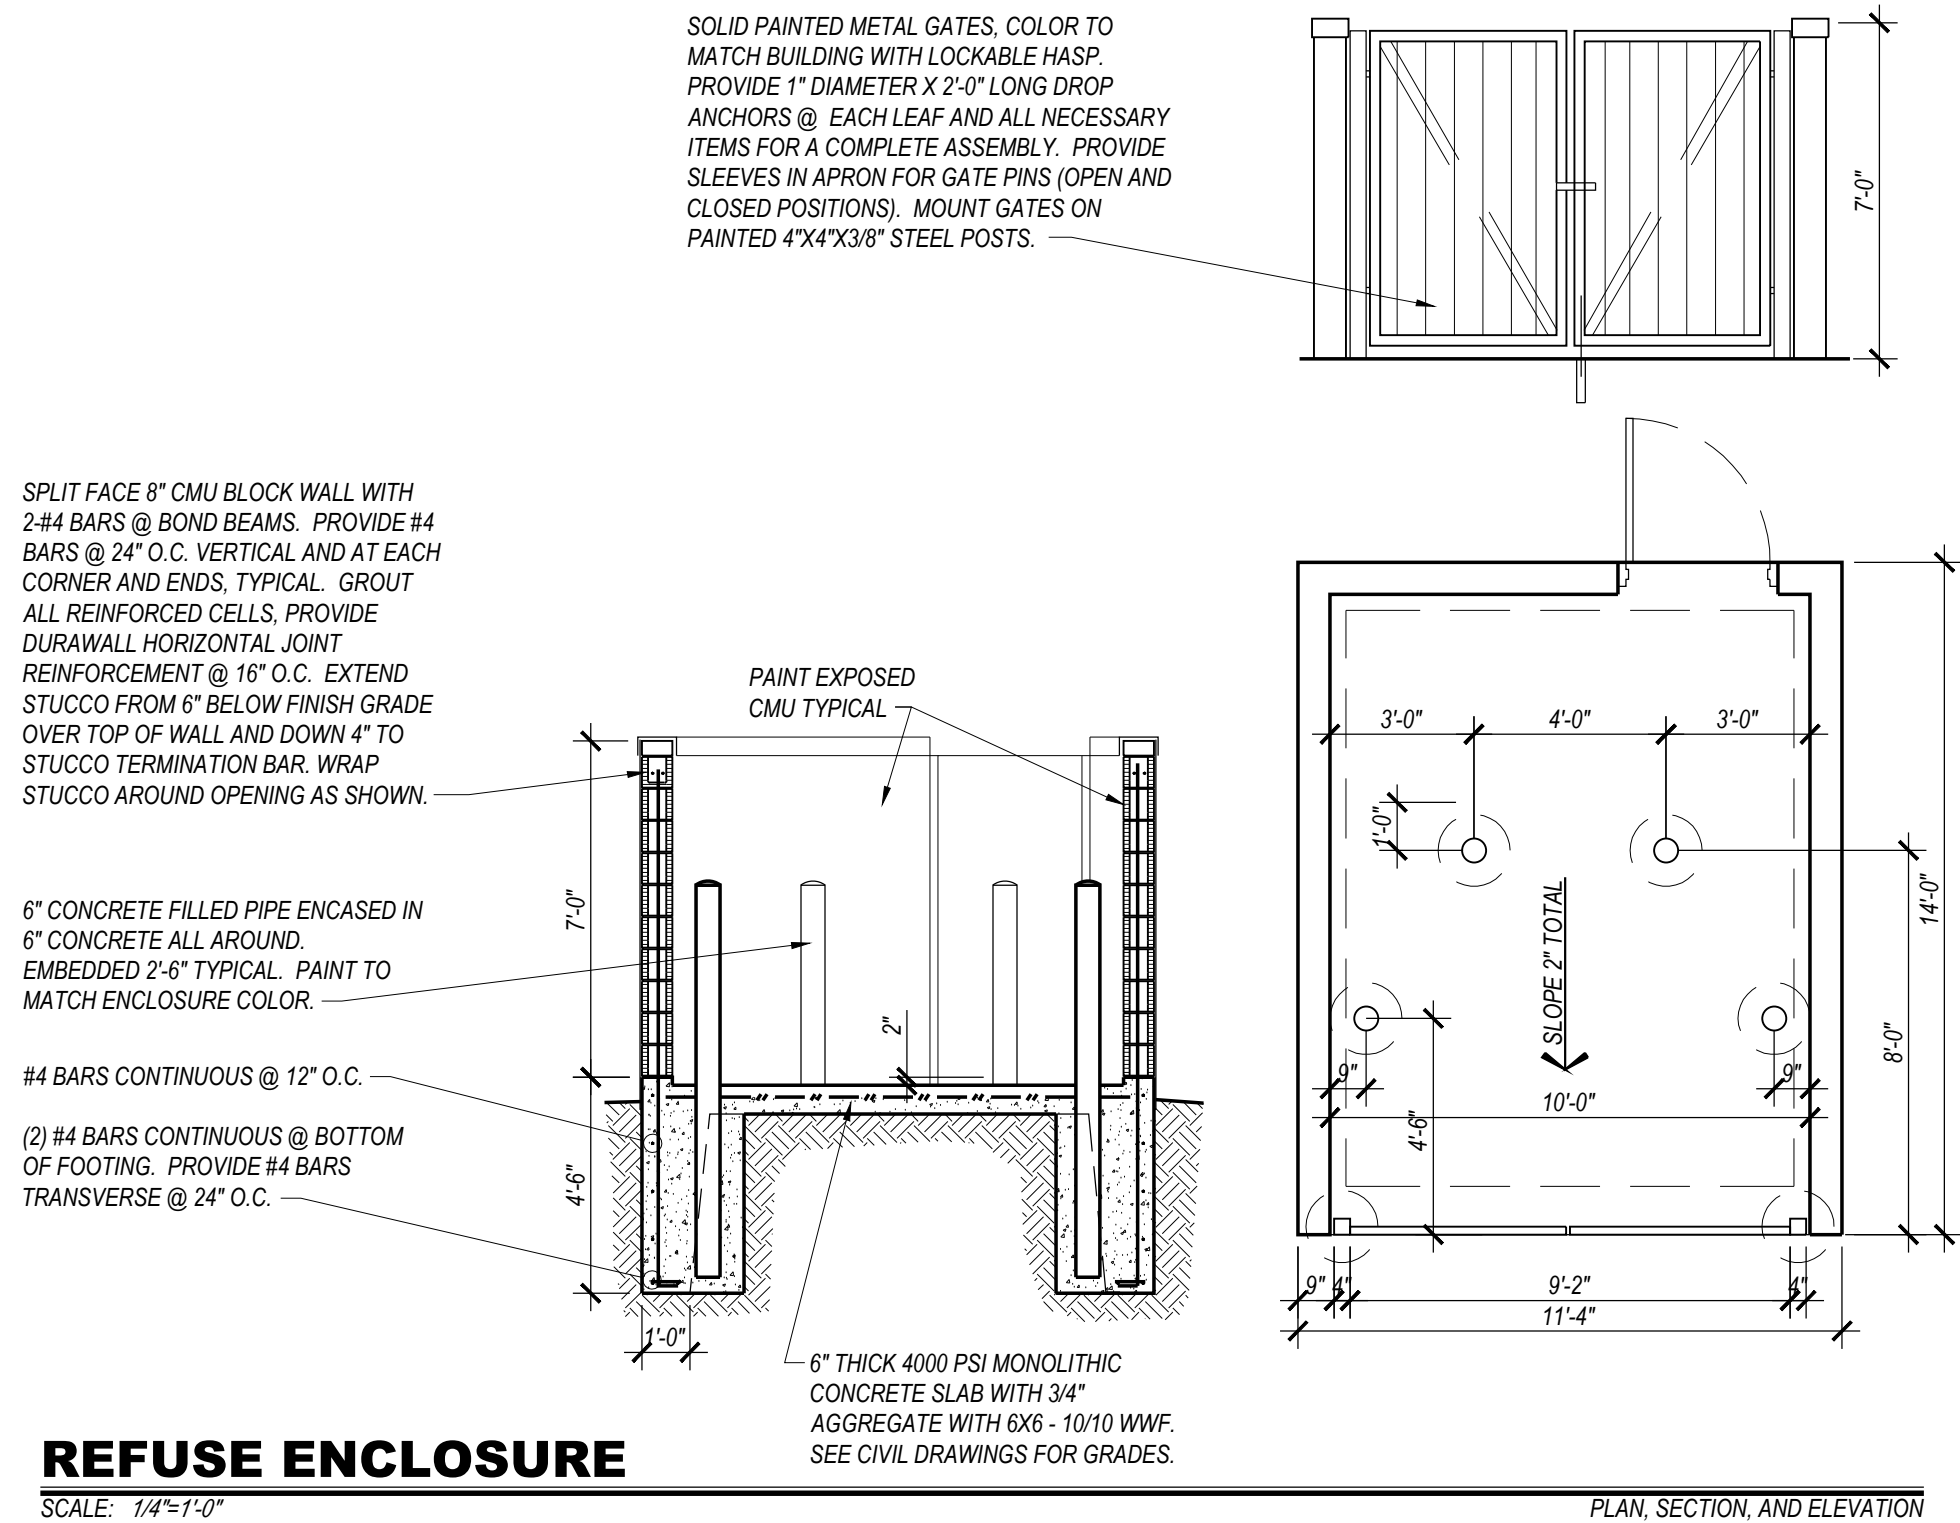 SOLID PAINTED METAL GATES, COLOR TO
MATCH BUILDING WITH LOCKABLE HASP.
PROVIDE 1" DIAMETER X 2'-0" LONG DROP
ANCHORS @ EACH LEAF AND ALL NECESSARY
ITEMS FOR A COMPLETE ASSEMBLY. PROVIDE
SLEEVES IN APRON FOR GATE PINS (OPEN AND
CLOSED POSITIONS). MOUNT GATES ON
PAINTED 4"X4"X3/8" STEEL POSTS.
7'-0"
SPLIT FACE 8" CMU BLOCK WALL WITH
2-#4 BARS @ BOND BEAMS. PROVIDE #4
BARS @ 24" O.C. VERTICAL AND AT EACH
CORNER AND ENDS, TYPICAL. GROUT
ALL REINFORCED CELLS, PROVIDE
DURAWALL HORIZONTAL JOINT
REINFORCEMENT @ 16" O.C. EXTEND
STUCCO FROM 6" BELOW FINISH GRADE
OVER TOP OF WALL AND DOWN 4" TO
STUCCO TERMINATION BAR. WRAP
STUCCO AROUND OPENING AS SHOWN.
6" CONCRETE FILLED PIPE ENCASED IN
6" CONCRETE ALL AROUND.
EMBEDDED 2'-6" TYPICAL. PAINT TO
MATCH ENCLOSURE COLOR.
#4 BARS CONTINUOUS @ 12" O.C.
(2) #4 BARS CONTINUOUS @ BOTTOM
OF FOOTING. PROVIDE #4 BARS
TRANSVERSE @ 24" O.C.
PAINT EXPOSED
CMU TYPICAL
7'-0"
2"
4'-6"
1'-0"
6" THICK 4000 PSI MONOLITHIC
CONCRETE SLAB WITH 3/4"
AGGREGATE WITH 6X6 - 10/10 WWF.
SEE CIVIL DRAWINGS FOR GRADES.
3'-0"
4'-0"
3'-0"
1'-0"
SLOPE 2" TOTAL
14'-0"
8'-0"
9"
9"
10'-0"
4'-6"
9"
4"
9'-2"
4"
11'-4"
REFUSE ENCLOSURE
SCALE: 1/4"=1'-0"
PLAN, SECTION, AND ELEVATION